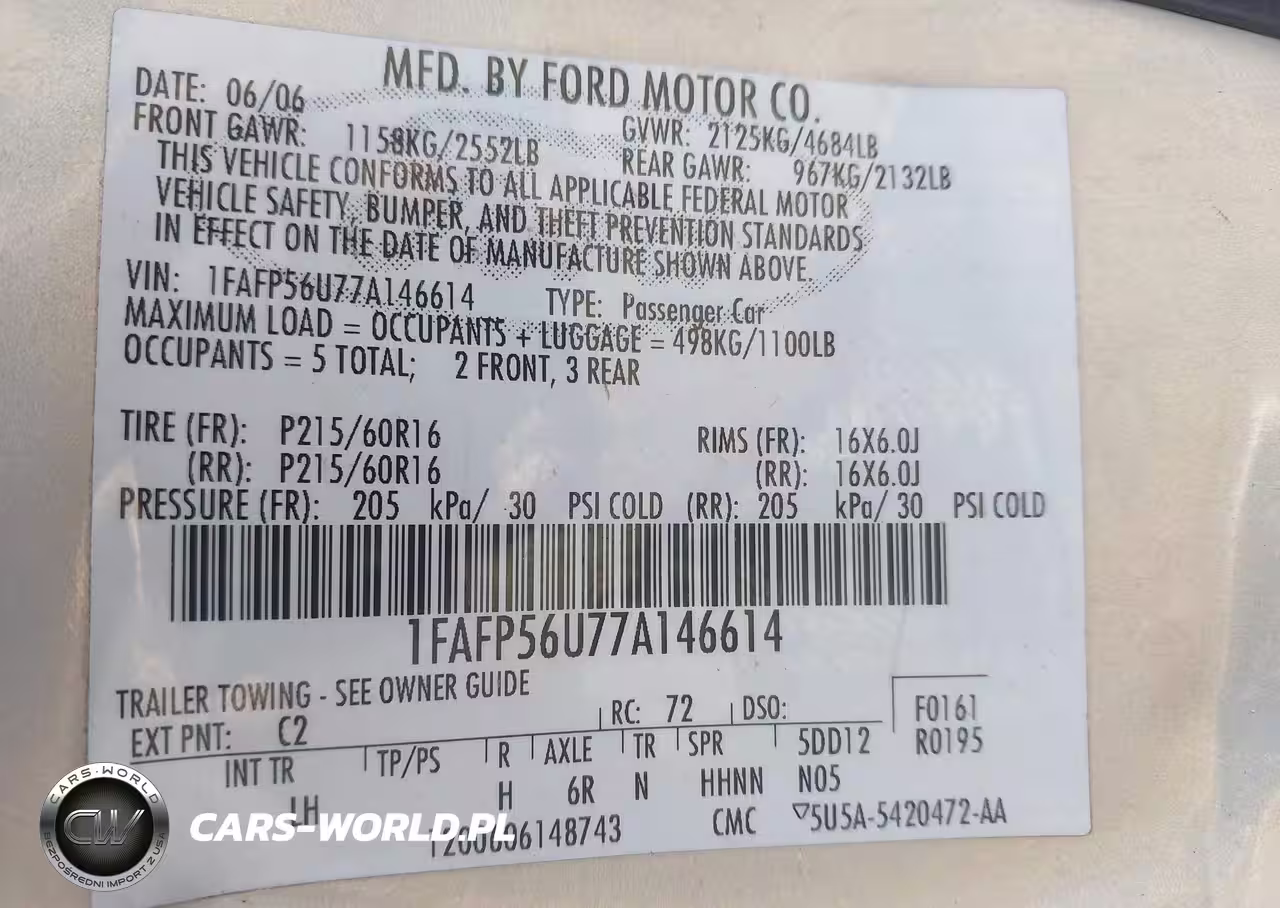 MFD. BY FORD MOTOR CO.
DATE: 06/06
GVWR: 2125KG/4684LB
FRONT GAWR: 1158KG/2552LB
REAR GAWR: 967KG/2132LB
THIS VEHICLE CONFORMS TO ALL APPLICABLE FEDERAL MOTOR
VEHICLE SAFETY, BUMPER, AND THEFT PREVENTION STANDARDS
IN EFFECT ON THE DATE OF MANUFACTURE SHOWN ABOVE.
VIN: 1FAFP56U77A146614 TYPE: Passenger Car
MAXIMUM LOAD = OCCUPANTS + LUGGAGE = 498KG/1100LB
OCCUPANTS = 5 TOTAL; 2 FRONT, 3 REAR
TIRE (FR): P215/60R16 RIMS (FR): 16X6.0J
(RR): P215/60R16 (RR): 16X6.0J
PRESSURE (FR): 205 kPa/ 30 PSI COLD (RR): 205 kPa/ 30 PSI COLD
1FAFP56U77A146614
TRAILER TOWING - SEE OWNER GUIDE
EXT PNT: C2 RC: 72 DSO: F0161
INT TR TP/PS R AXLE TR SPR 5DD12 R0195
LH H 6R N HHNN N05
CMC 5U5A-5420472-AA
CARS-WORLD
CW
BEZPOŚREDNI IMPORT Z USA
CARS-WORLD.PL